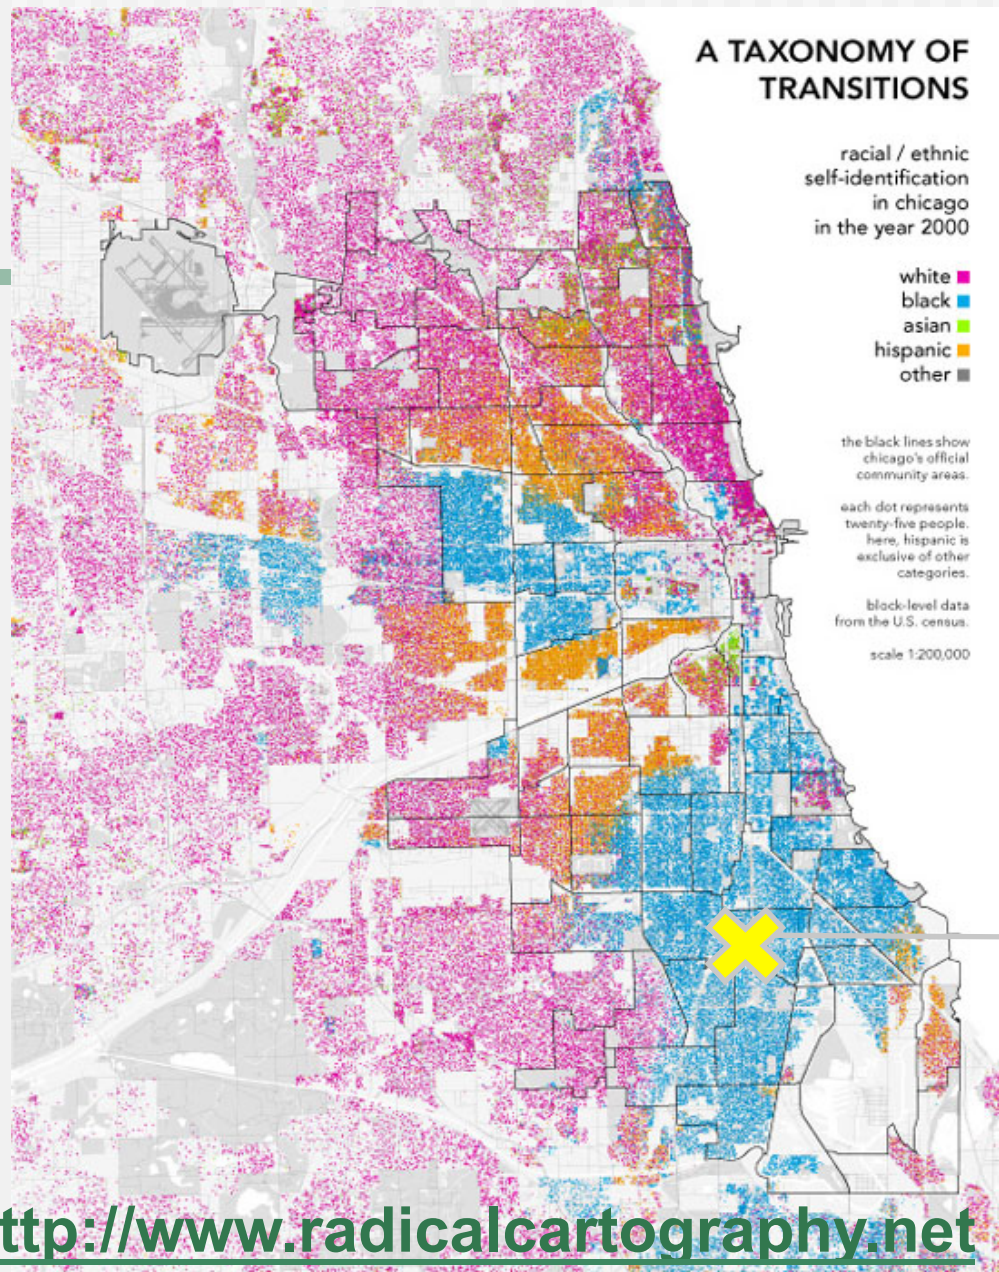 A TAXONOMY OF
TRANSITIONS
racial / ethnic
self-identification
in chicago
in the year 2000
white
black
asian
hispanic
other
the black lines show
chicago's official
community areas.
each dot represents
twenty-five people.
here, hispanic is
exclusive of other
categories.
block-level data
from the U.S. census.
scale 1:200,000
ttp://www.radicalcartography.net